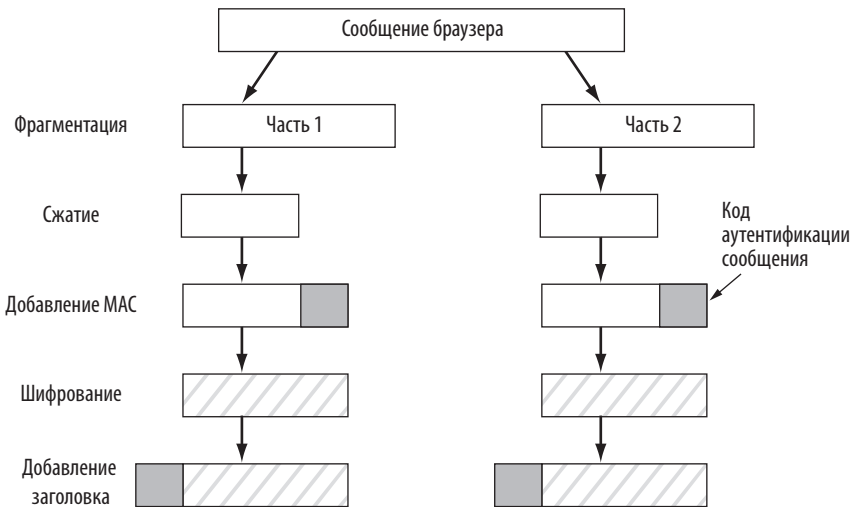 Сообщение браузера
Фрагментация
Часть 1
Часть 2
Сжатие
Код
аутентификации
сообщения
Добавление MAC
Шифрование
Добавление
заголовка